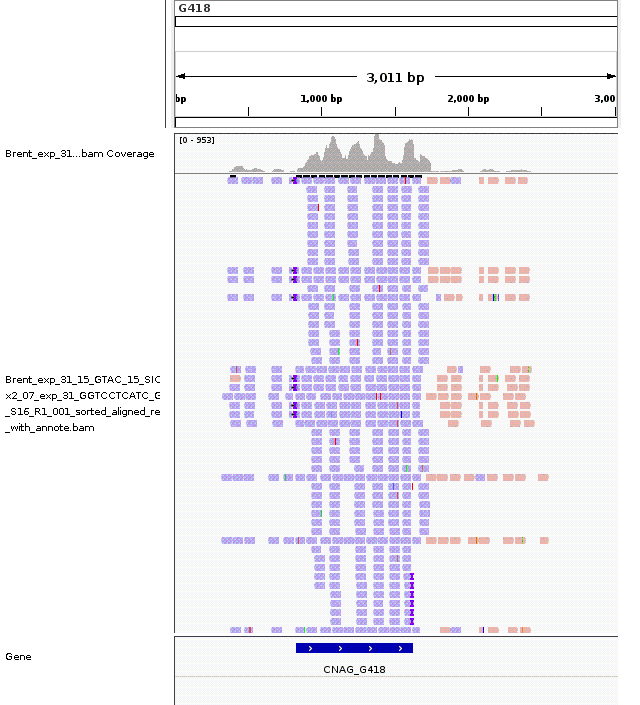 G418
3,011 bp
bp 1,000 bp 2,000 bp 3,00
[0 - 953]
Brent_exp_31...bam Coverage
Brent_exp_31_15_GTAC_15_SIC
x2_07_exp_31_GGTCCTCATC_G
_S16_R1_001_sorted_aligned_re
_with_annote.bam
Gene
CNAG_G418